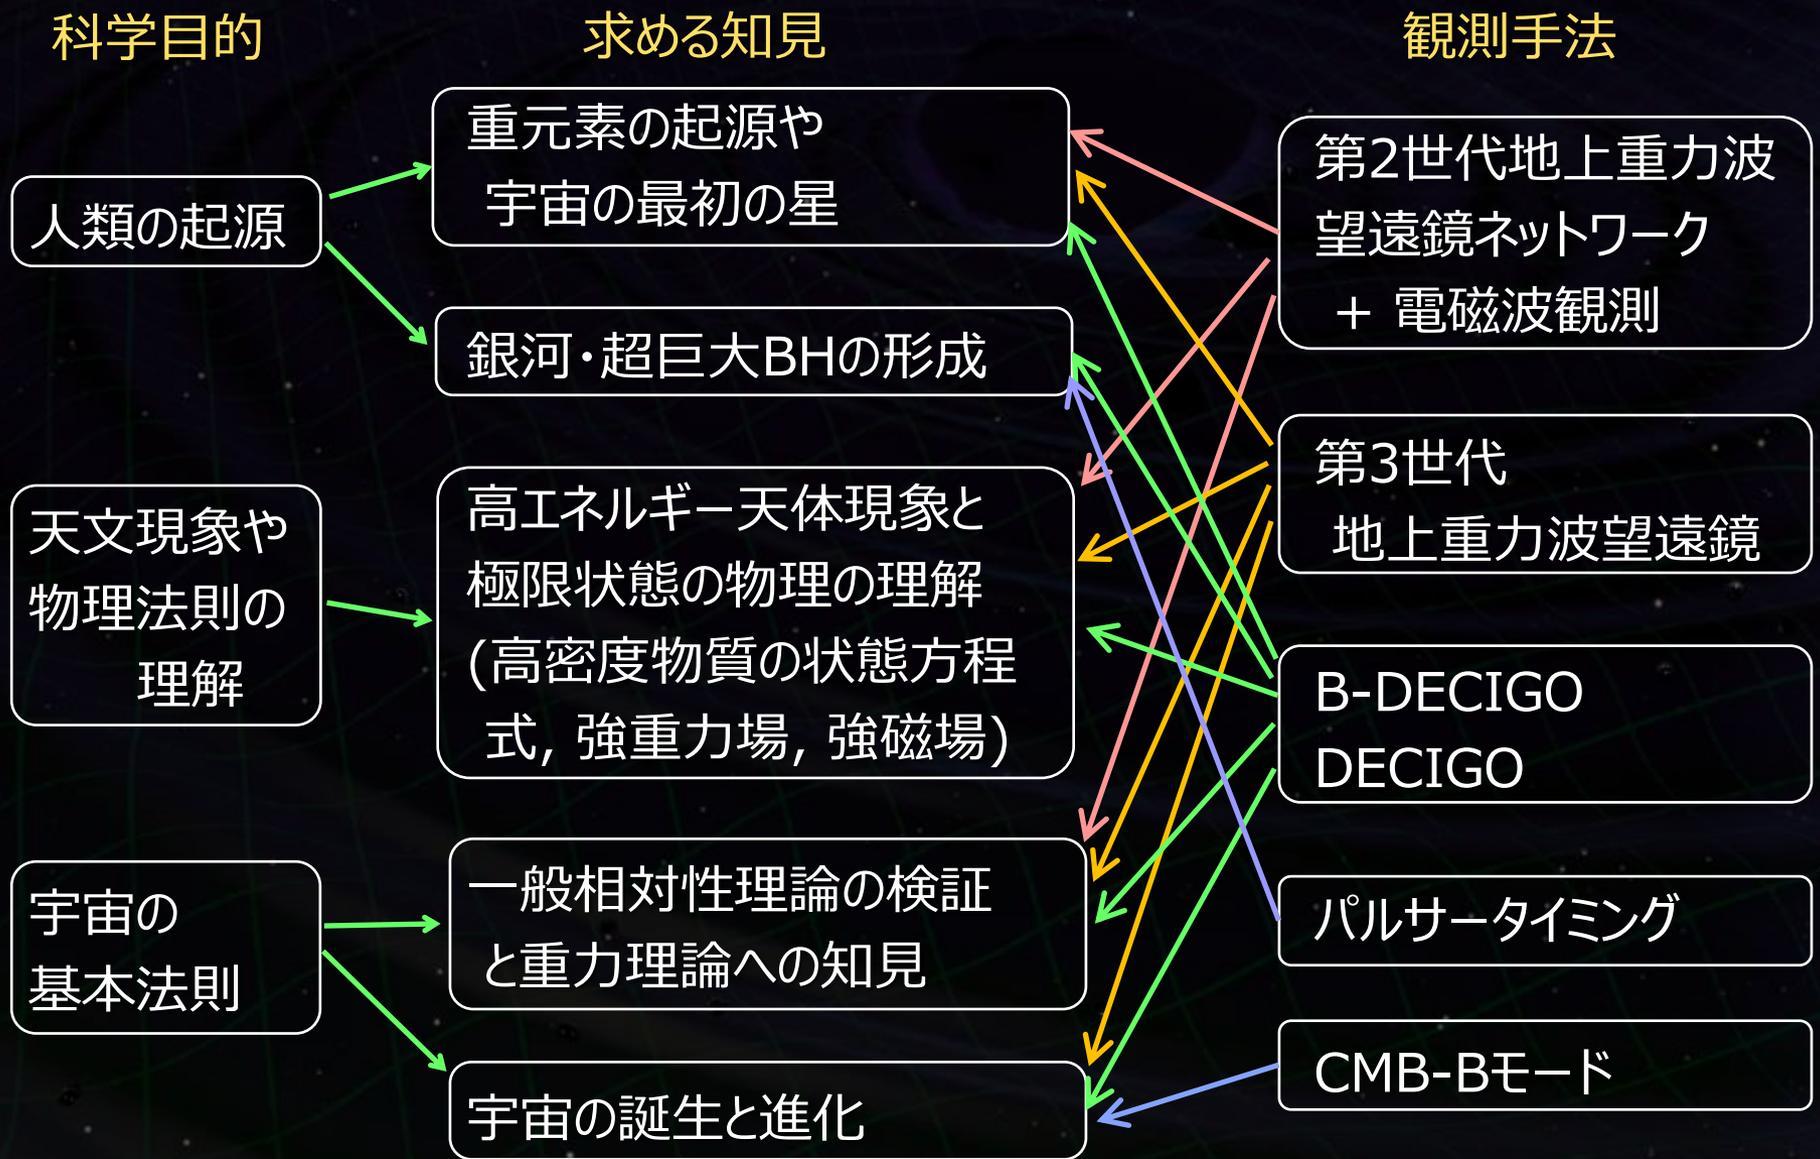 科学目的
求める知見
観測手法
人類の起源
天文現象や
物理法則の
理解
宇宙の
基本法則
重元素の起源や
宇宙の最初の星
銀河・超巨大BHの形成
高エネルギー天体現象と
極限状態の物理の理解
(高密度物質の状態方程
式, 強重力場, 強磁場)
一般相対性理論の検証
と重力理論への知見
宇宙の誕生と進化
第2世代地上重力波
望遠鏡ネットワーク
+ 電磁波観測
第3世代
地上重力波望遠鏡
B-DECIGO
DECIGO
パルサータイミング
CMB-Bモード